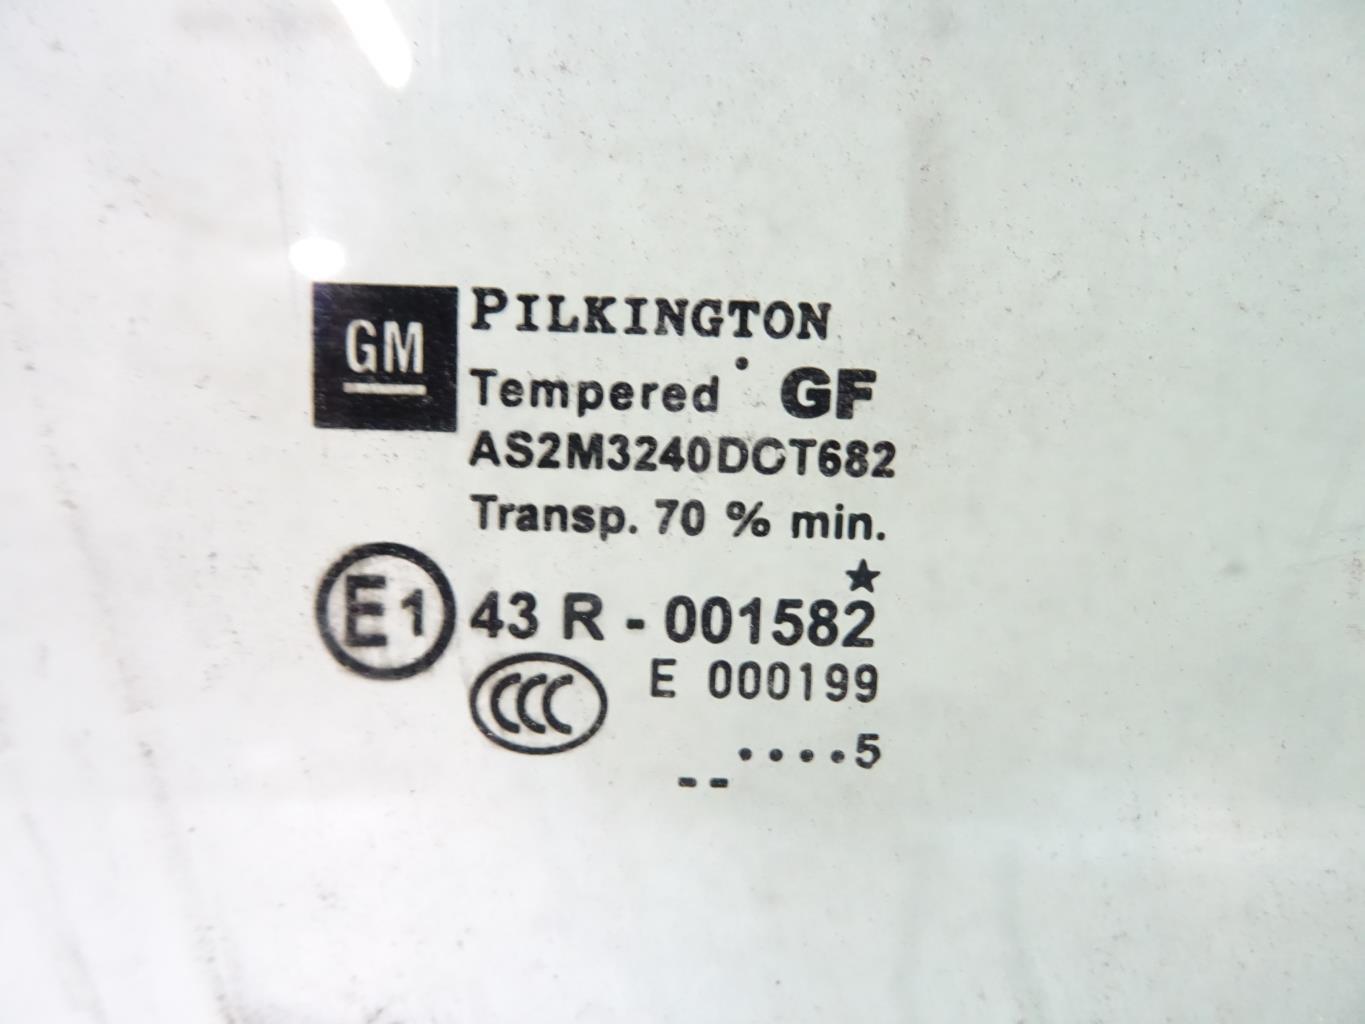 GM
PILKINGTON
Tempered GF
AS2M3240DOT682
Transp. 70 % min.
E1 43 R - 001582
CCC E 000199
....5
--